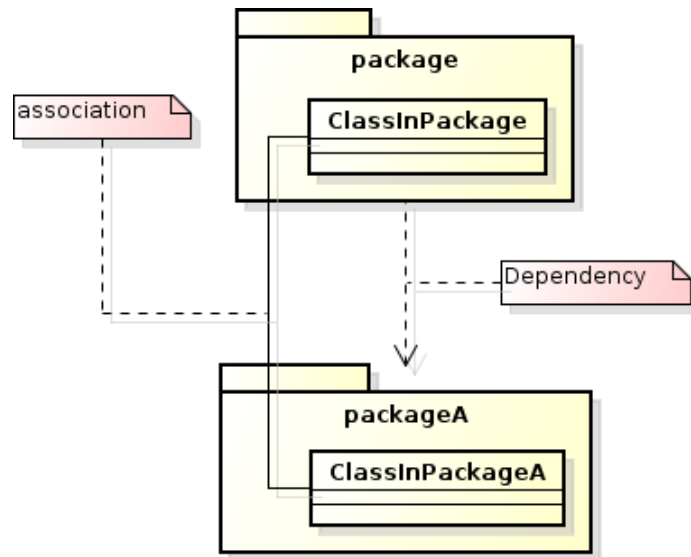 package
association
ClassInPackage
Dependency
packageA
ClassInPackageA